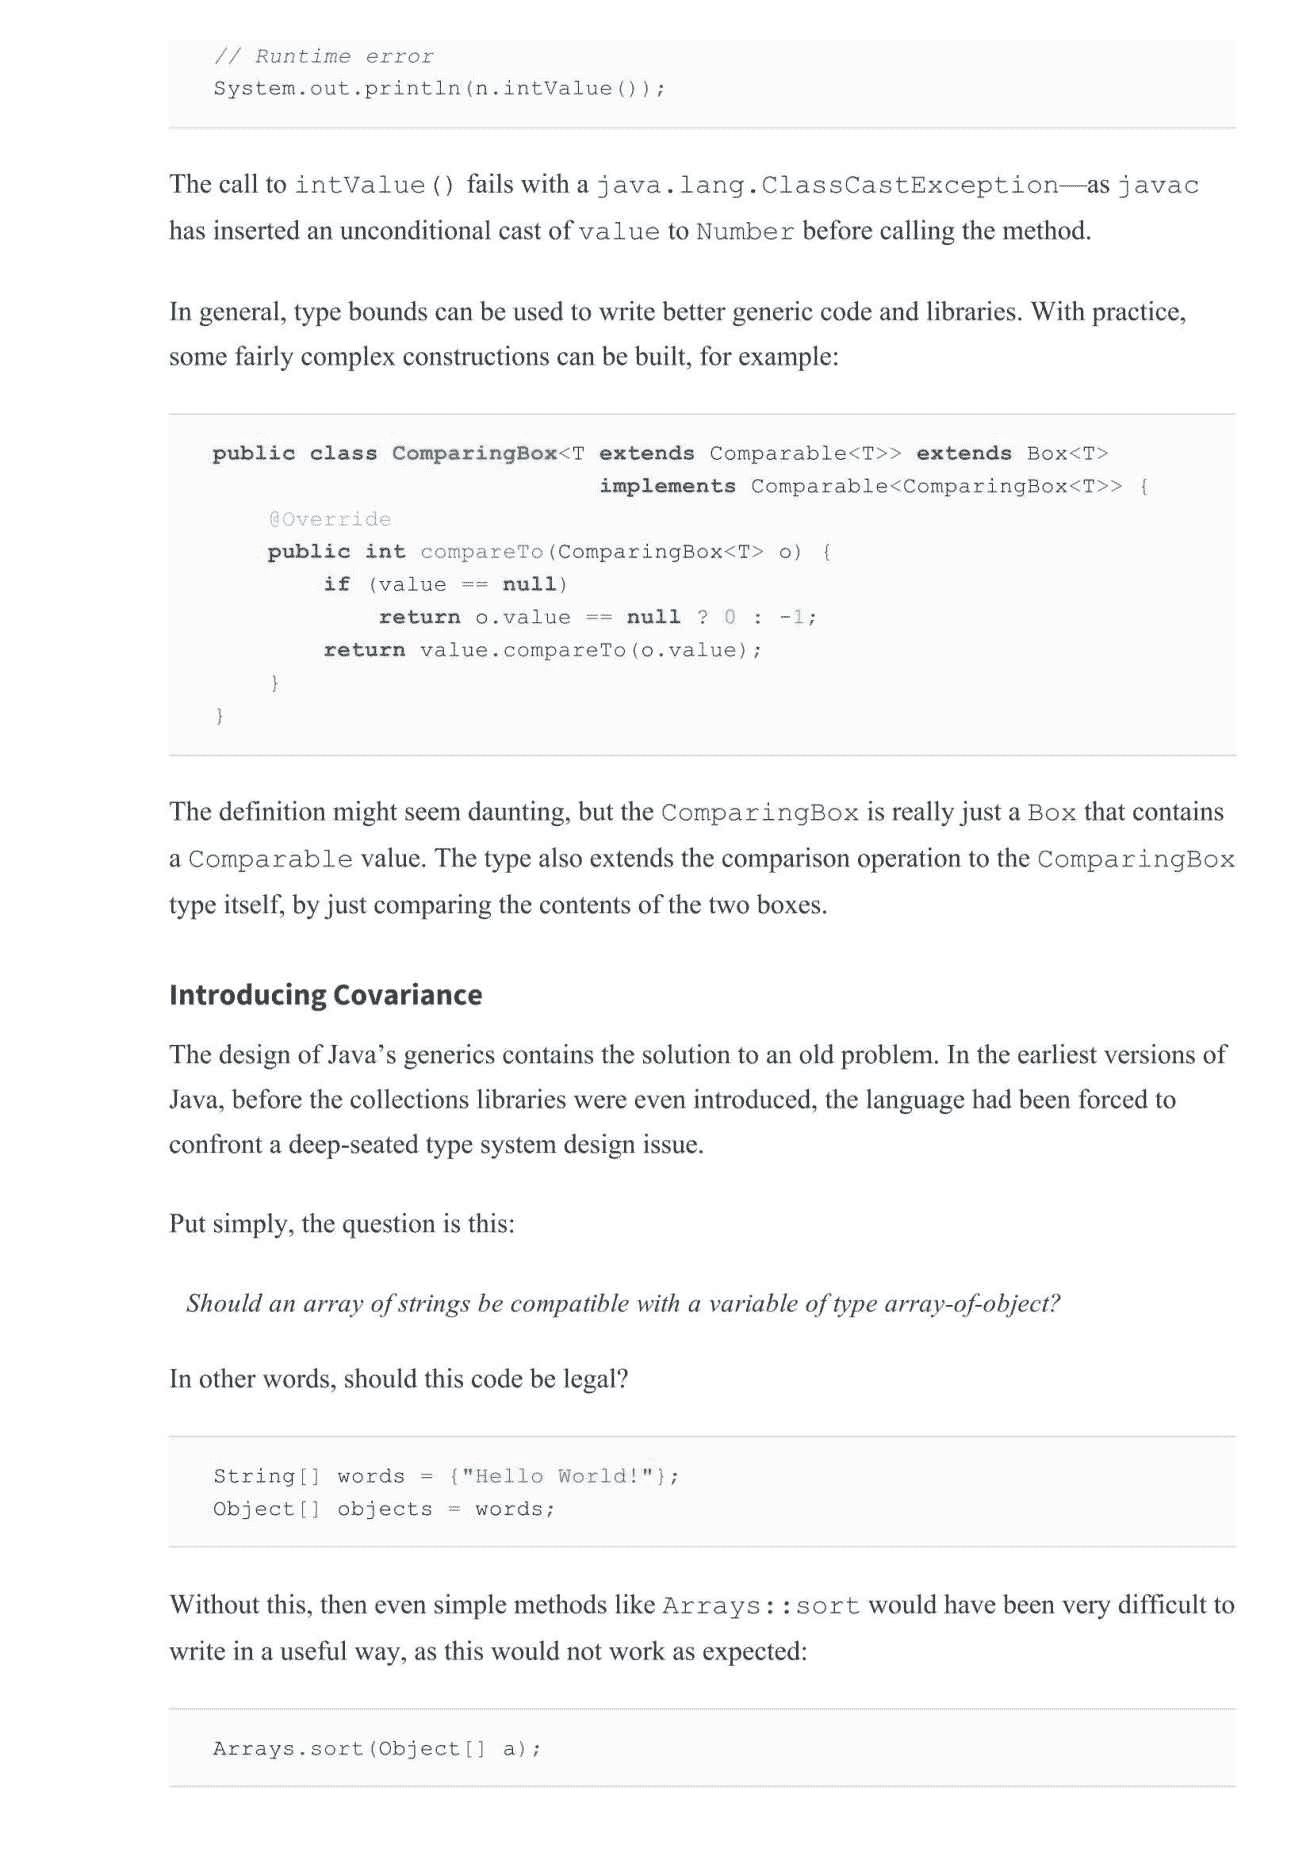 // Runtime error
System.out.println(n.intValue());
The call to intValue() fails with a java.lang.ClassCastException—as javac
has inserted an unconditional cast of value to Number before calling the method.
In general, type bounds can be used to write better generic code and libraries. With practice,
some fairly complex constructions can be built, for example:
public class ComparingBox<T extends Comparable<T>> extends Box<T>
                            implements Comparable<ComparingBox<T>> {
    @Override
    public int compareTo(ComparingBox<T> o) {
        if (value == null)
            return o.value == null ? 0 : -1;
        return value.compareTo(o.value);
    }
}
The definition might seem daunting, but the ComparingBox is really just a Box that contains
a Comparable value. The type also extends the comparison operation to the ComparingBox
type itself, by just comparing the contents of the two boxes.
Introducing Covariance
The design of Java’s generics contains the solution to an old problem. In the earliest versions of
Java, before the collections libraries were even introduced, the language had been forced to
confront a deep-seated type system design issue.
Put simply, the question is this:
Should an array of strings be compatible with a variable of type array-of-object?
In other words, should this code be legal?
String[] words = {"Hello World!"};
Object[] objects = words;
Without this, then even simple methods like Arrays::sort would have been very difficult to
write in a useful way, as this would not work as expected:
Arrays.sort(Object[] a);